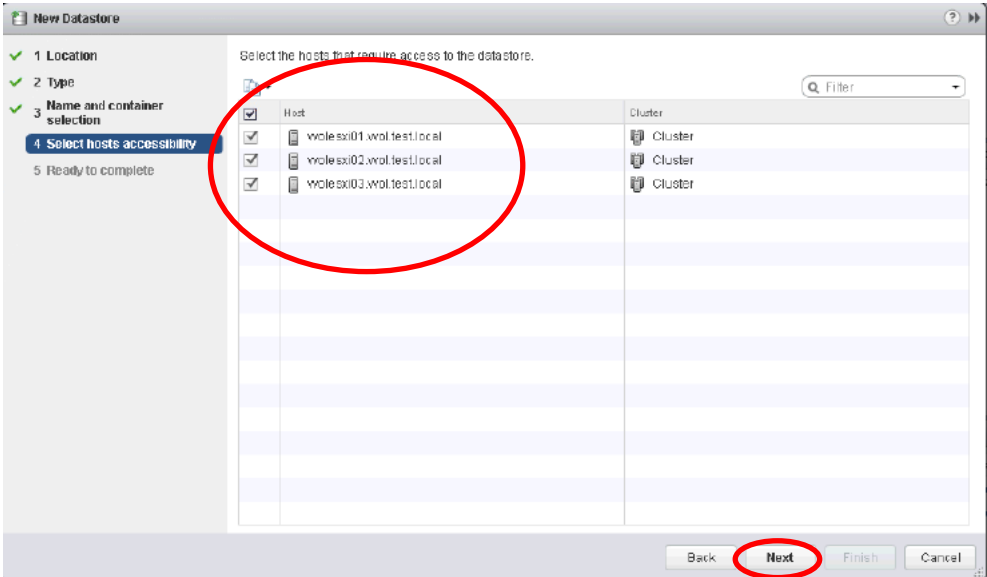 New Datastore
?
1 Location
2 Type
3 Name and container
selection
4 Select hosts accessibility
5 Ready to complete
Select the hosts that require access to the datastore.
Filter
Host Cluster
wolesxi01.wol.test.local Cluster
wolesxi02.wol.test.local Cluster
wolesxi03.wol.test.local Cluster
Back Next Finish Cancel